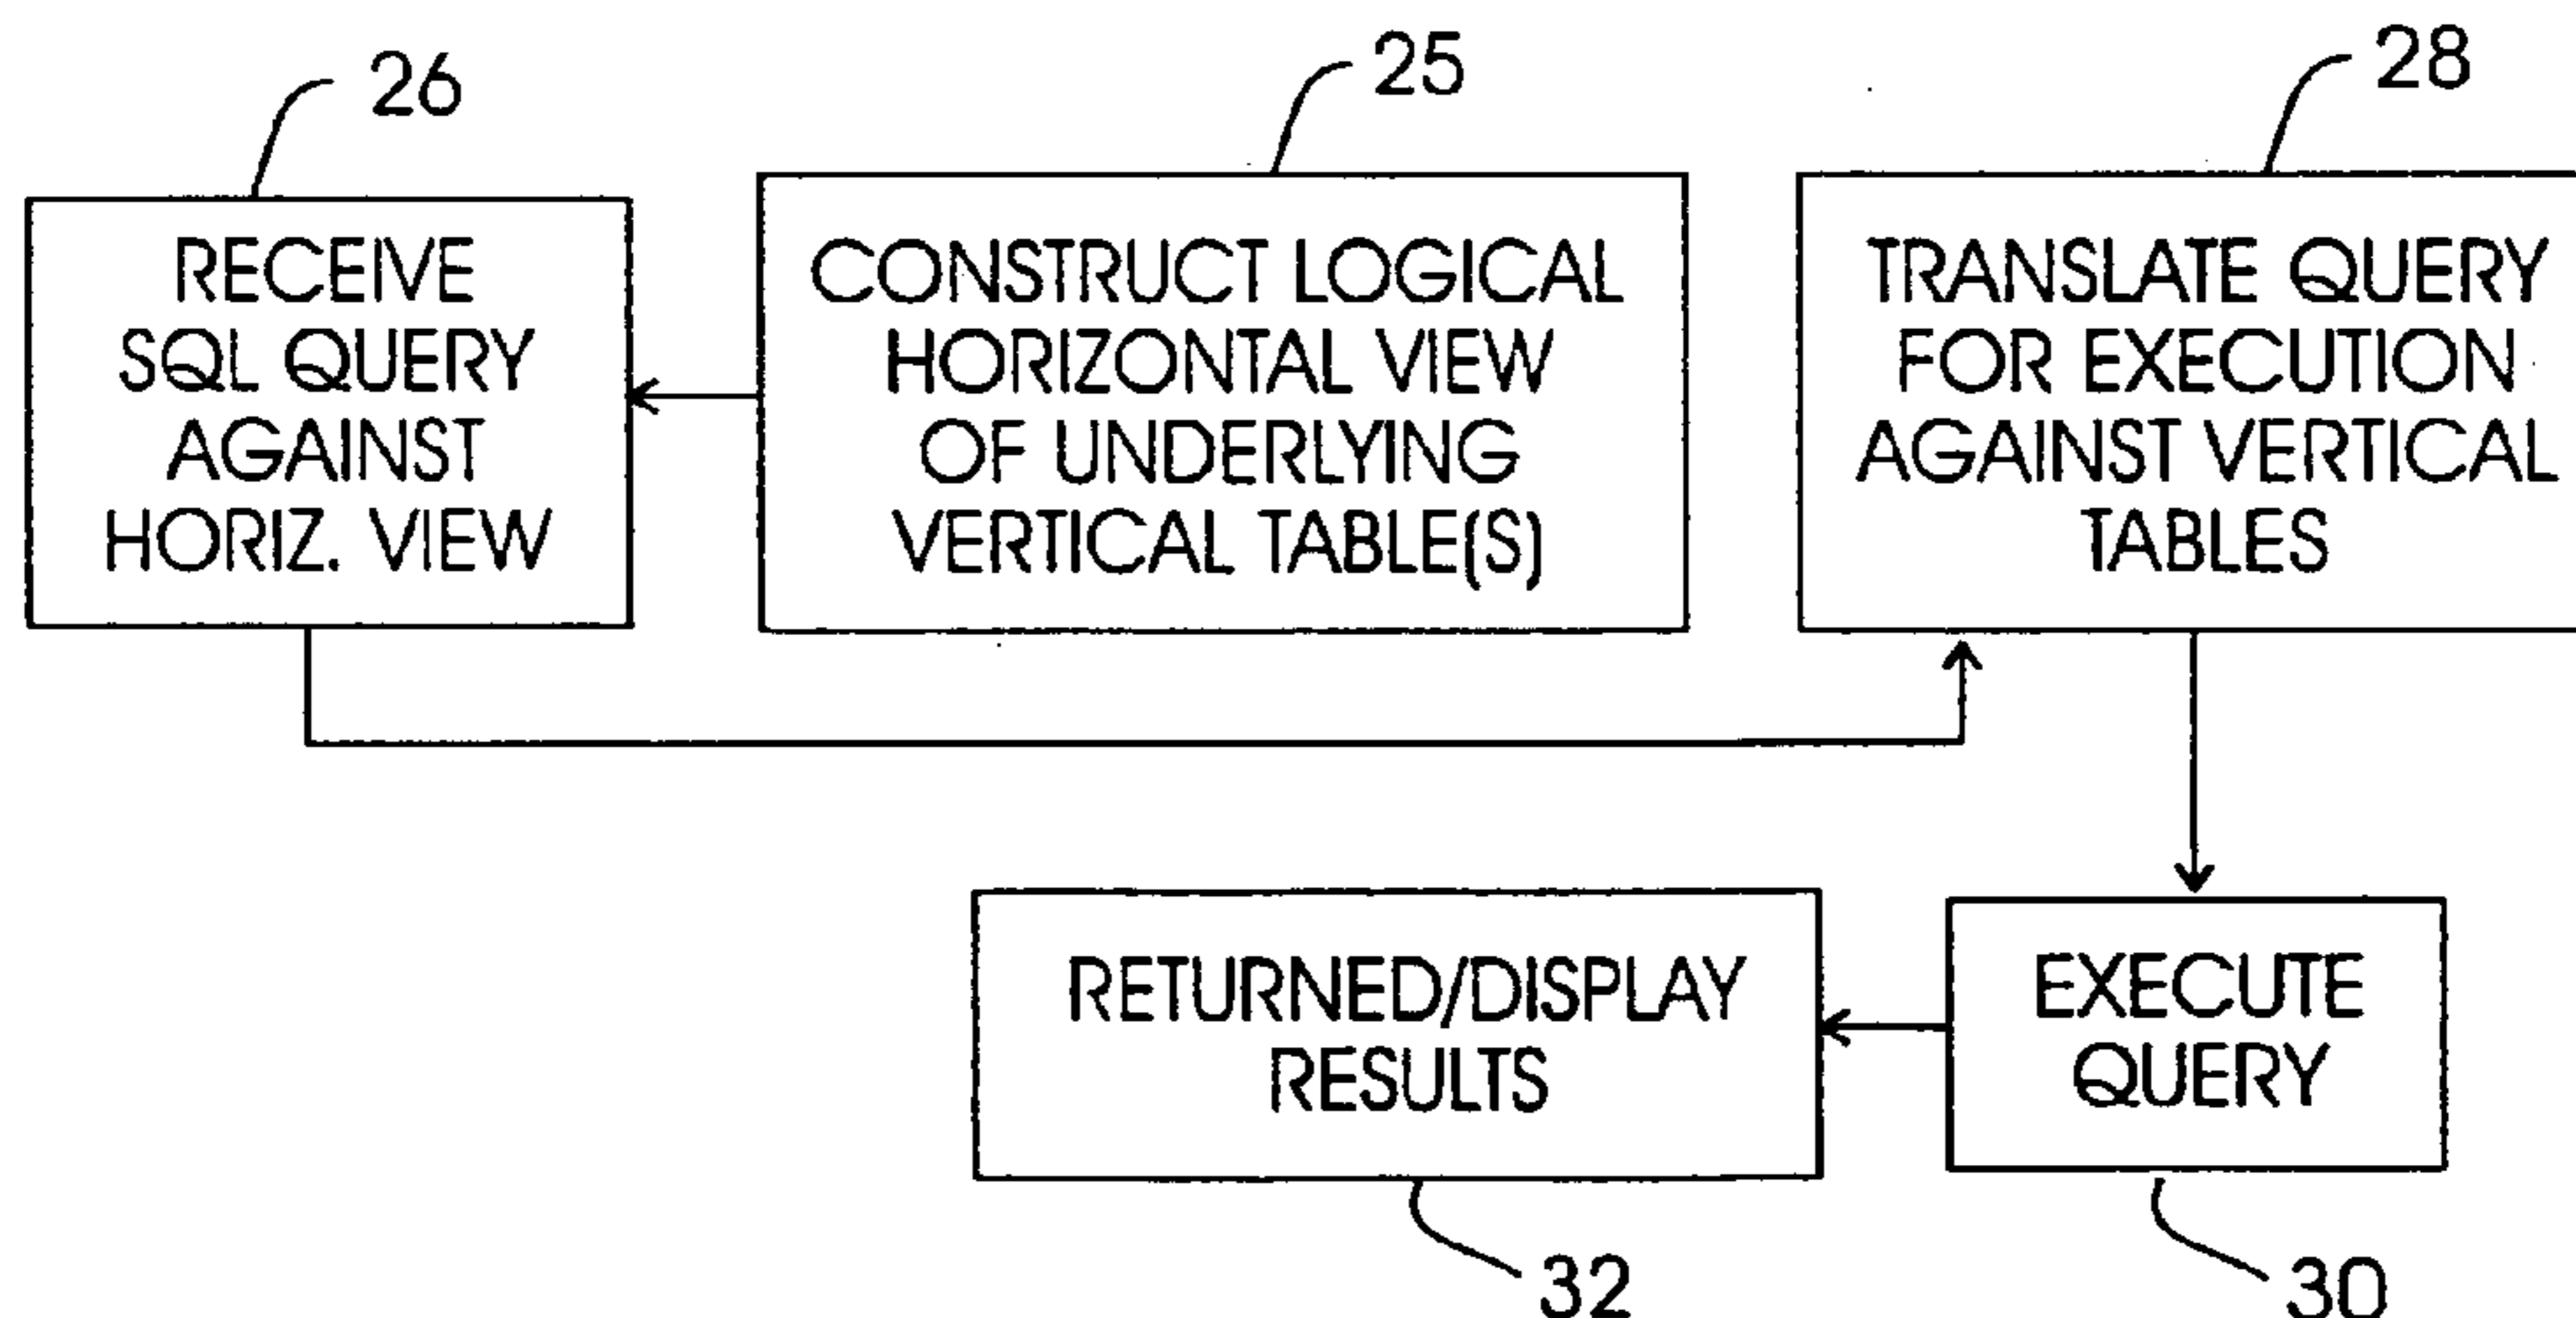 26
25
28
RECEIVE
SQL QUERY
AGAINST
HORIZ. VIEW
CONSTRUCT LOGICAL
HORIZONTAL VIEW
OF UNDERLYING
VERTICAL TABLE(S)
TRANSLATE QUERY
FOR EXECUTION
AGAINST VERTICAL
TABLES
RETURNED/DISPLAY
RESULTS
EXECUTE
QUERY
32
30